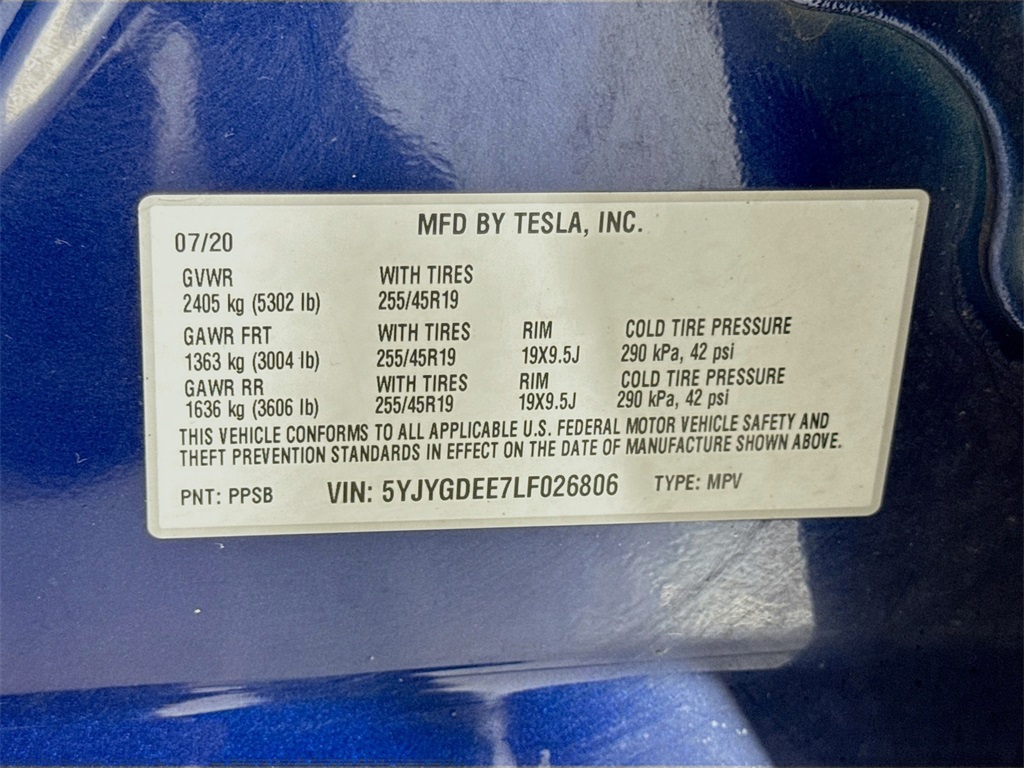 MFD BY TESLA, INC.
07/20
GVWR WITH TIRES
2405 kg (5302 lb) 255/45R19
GAWR FRT WITH TIRES RIM COLD TIRE PRESSURE
1363 kg (3004 lb) 255/45R19 19X9.5J 290 kPa, 42 psi
GAWR RR WITH TIRES RIM COLD TIRE PRESSURE
1636 kg (3606 lb) 255/45R19 19X9.5J 290 kPa, 42 psi
THIS VEHICLE CONFORMS TO ALL APPLICABLE U.S. FEDERAL MOTOR VEHICLE SAFETY AND
THEFT PREVENTION STANDARDS IN EFFECT ON THE DATE OF MANUFACTURE SHOWN ABOVE.
PNT: PPSB VIN: 5YJYGDEE7LF026806 TYPE: MPV